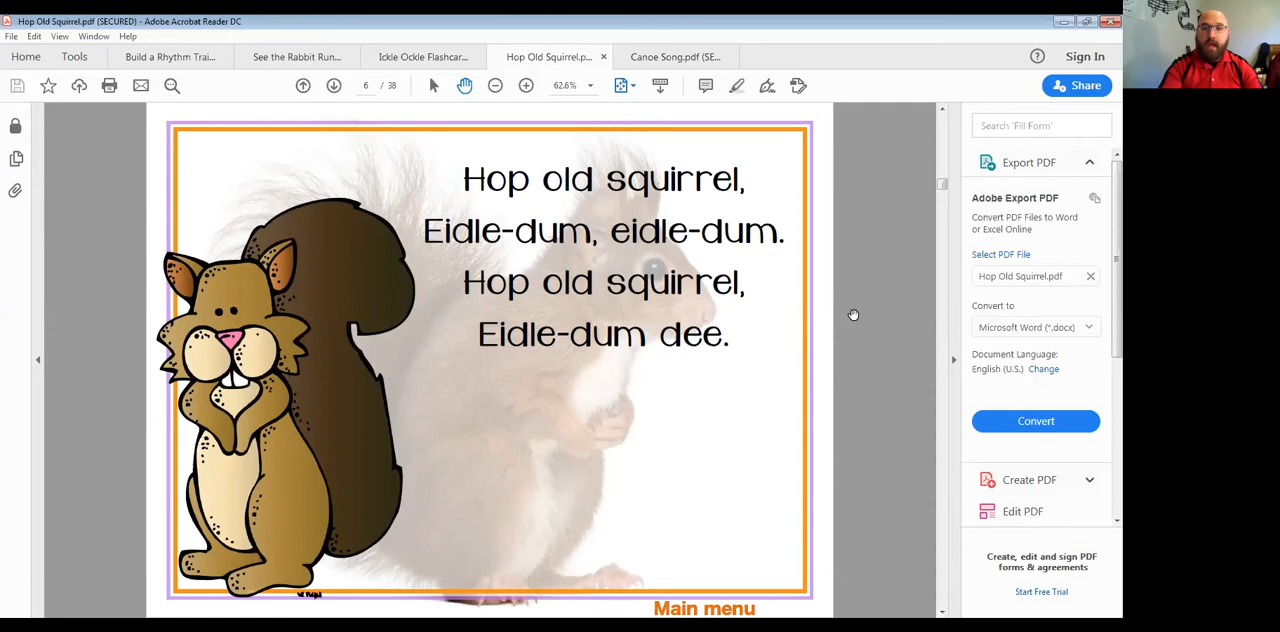 Hop Old Squirrel.pdf (SECURED) - Adobe Acrobat Reader DC
File Edit View Window Help
Home Tools Build a Rhythm Trai... See the Rabbit Run... Ickle Ockle Flashcar... Hop Old Squirrel.p... × Canoe Song.pdf (SE... Sign In
6 / 38 62.6% Share
Hop old squirrel,
Eidle-dum, eidle-dum.
Hop old squirrel,
Eidle-dum dee.
Main menu
Search 'Fill Form'
Export PDF
Adobe Export PDF
Convert PDF Files to Word
or Excel Online
Select PDF File
Hop Old Squirrel.pdf
Convert to
Microsoft Word (*.docx)
Document Language:
English (U.S.) Change
Convert
Create PDF
Edit PDF
Create, edit and sign PDF
forms & agreements
Start Free Trial